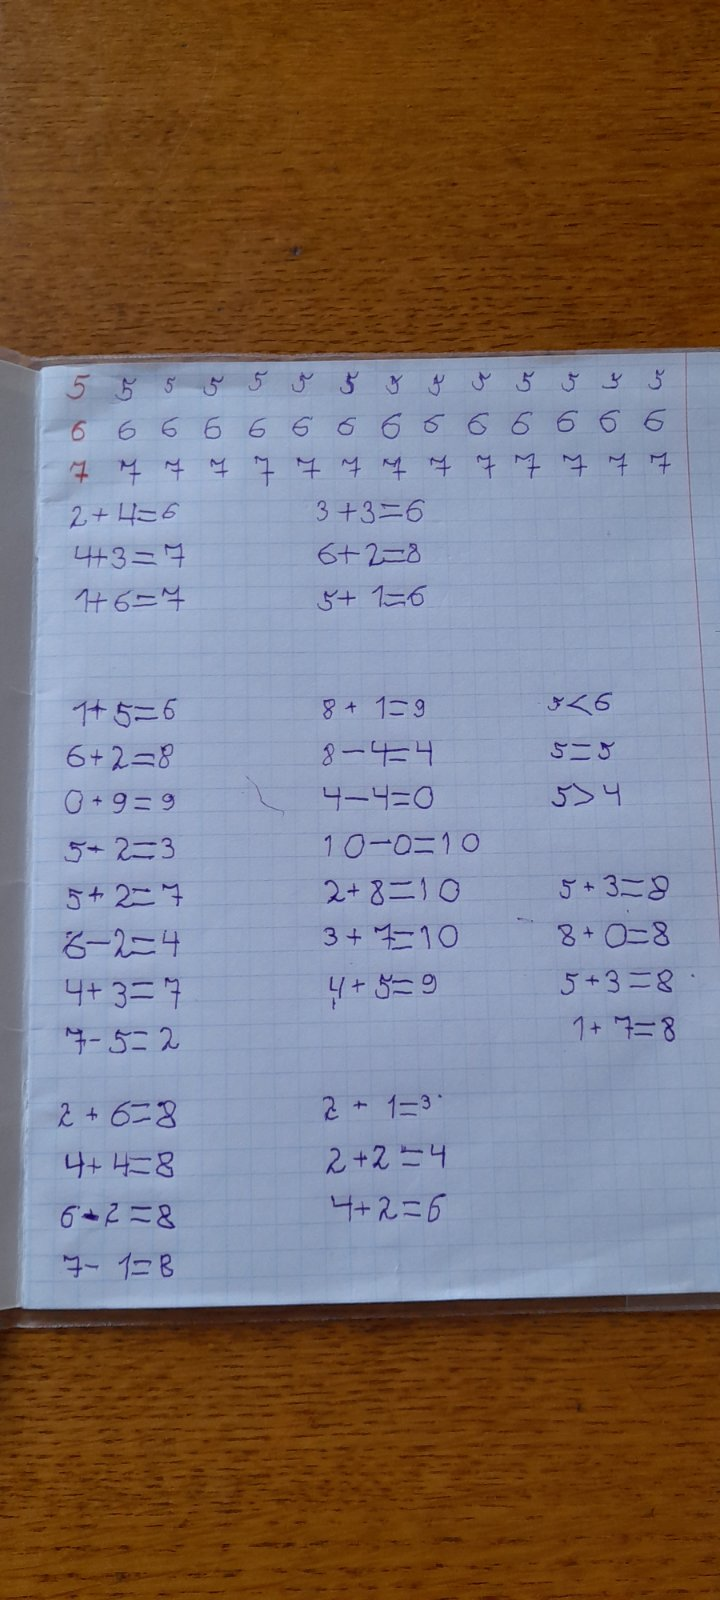 5 5 5 5 5 5 5 5 5 5 5 5 5 5
6 6 6 6 6 6 6 6 6 6 6 6 6 6
7 7 7 7 7 7 7 7 7 7 7 7 7 7
2+4=6 3+3=6
4+3=7 6+2=8
1+6=7 5+1=6
1+5=6 8+1=9 5<6
6+2=8 8-4=4 5=5
0+9=9 4-4=0 5>4
5-2=3 10-0=10
5+2=7 2+8=10 5+3=8
6-2=4 3+7=10 8+0=8
4+3=7 4+5=9 5+3=8
7-5=2 1+7=8
2+6=8 2+1=3
4+4=8 2+2=4
6-2=8 4+2=6
7-1=8